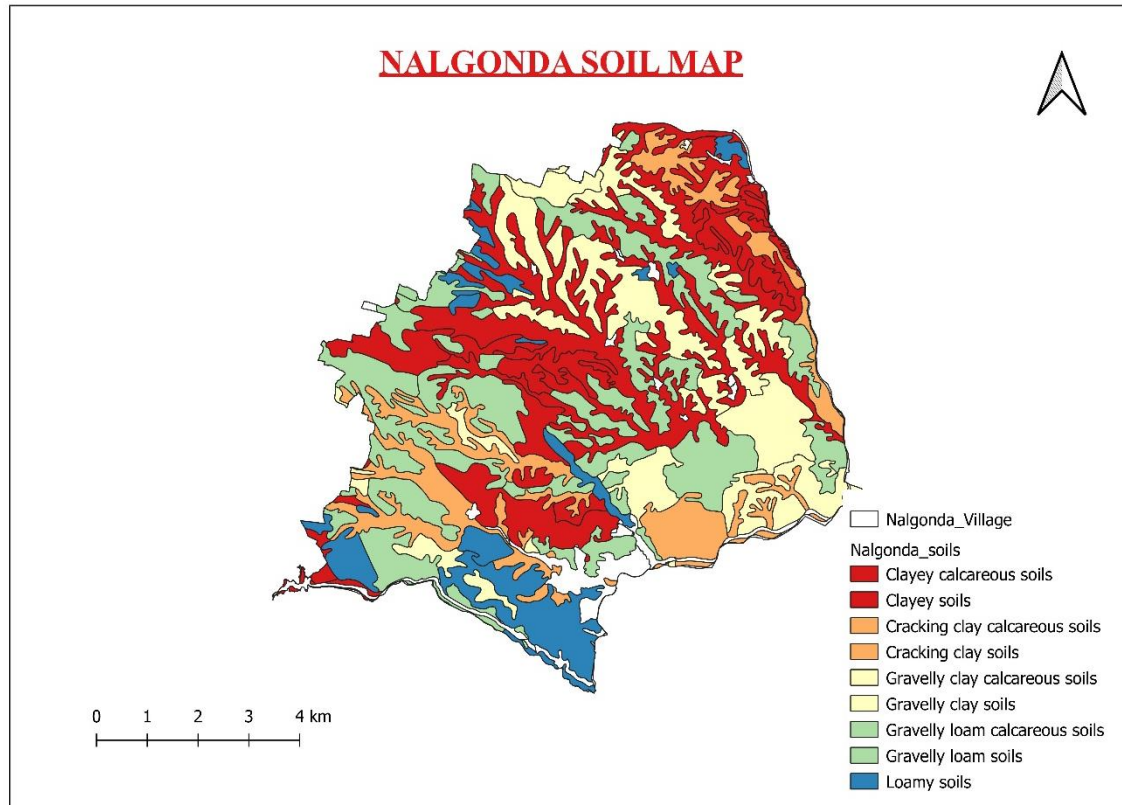 NALGONDA SOIL MAP
Nalgonda_Village
Nalgonda_soils
Clayey calcareous soils
Clayey soils
Cracking clay calcareous soils
Cracking clay soils
Gravelly clay calcareous soils
Gravelly clay soils
Gravelly loam calcareous soils
Gravelly loam soils
Loamy soils
0 1 2 3 4 km